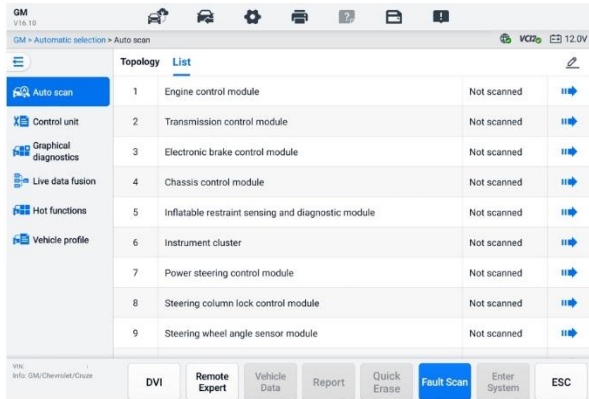 GM
V16.10
?
!
GM > Automatic selection > Auto scan
VCI2 12.0V
Topology List
Auto scan
Control unit
Graphical
diagnostics
Live data fusion
Hot functions
Vehicle profile
1 Engine control module Not scanned
2 Transmission control module Not scanned
3 Electronic brake control module Not scanned
4 Chassis control module Not scanned
5 Inflatable restraint sensing and diagnostic module Not scanned
6 Instrument cluster Not scanned
7 Power steering control module Not scanned
8 Steering column lock control module Not scanned
9 Steering wheel angle sensor module Not scanned
VIN:
Info: GM/Chevrolet/Cruze
DVI
Remote
Expert
Vehicle
Data
Report
Quick
Erase
Fault Scan
Enter
System
ESC